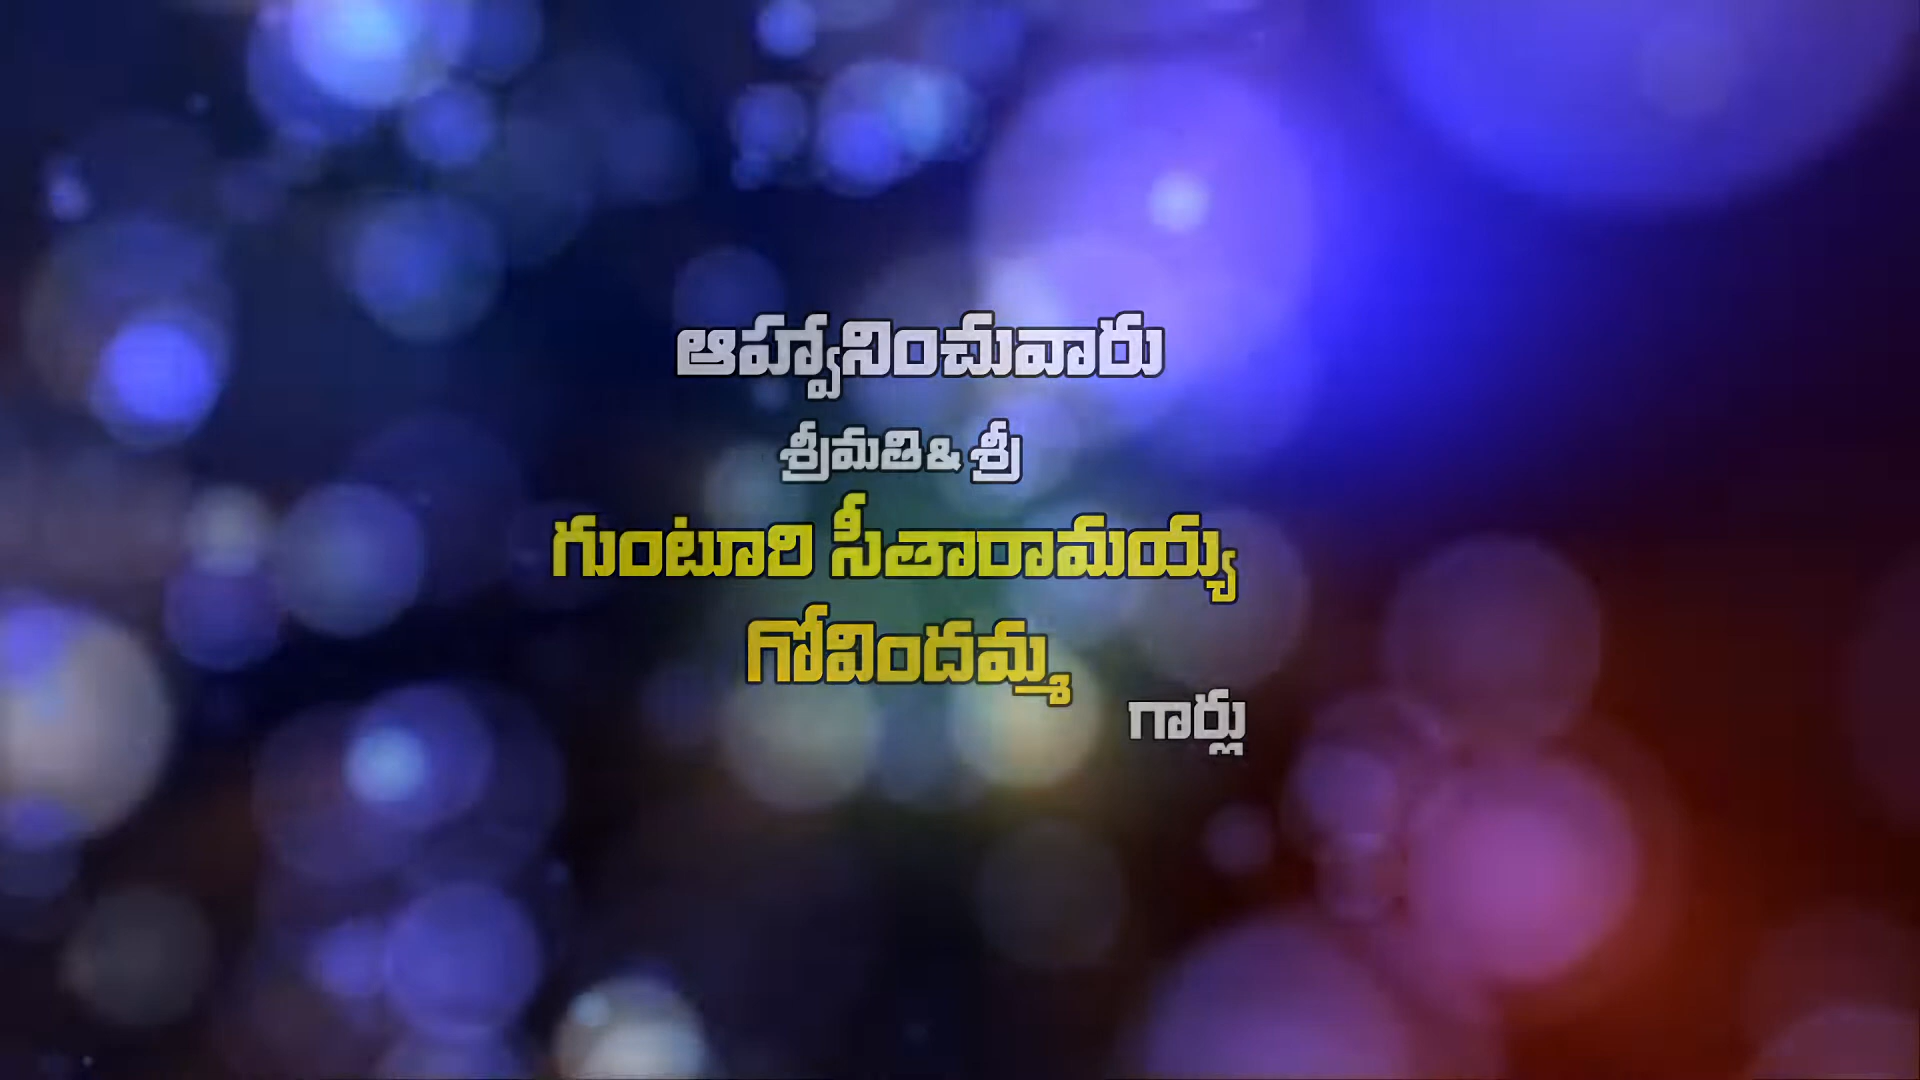 ఆహ్వానించువారు
శ్రీమతి & శ్రీ
గుంటూరి సీతారామయ్య
గోవిందమ్మ
గార్లు